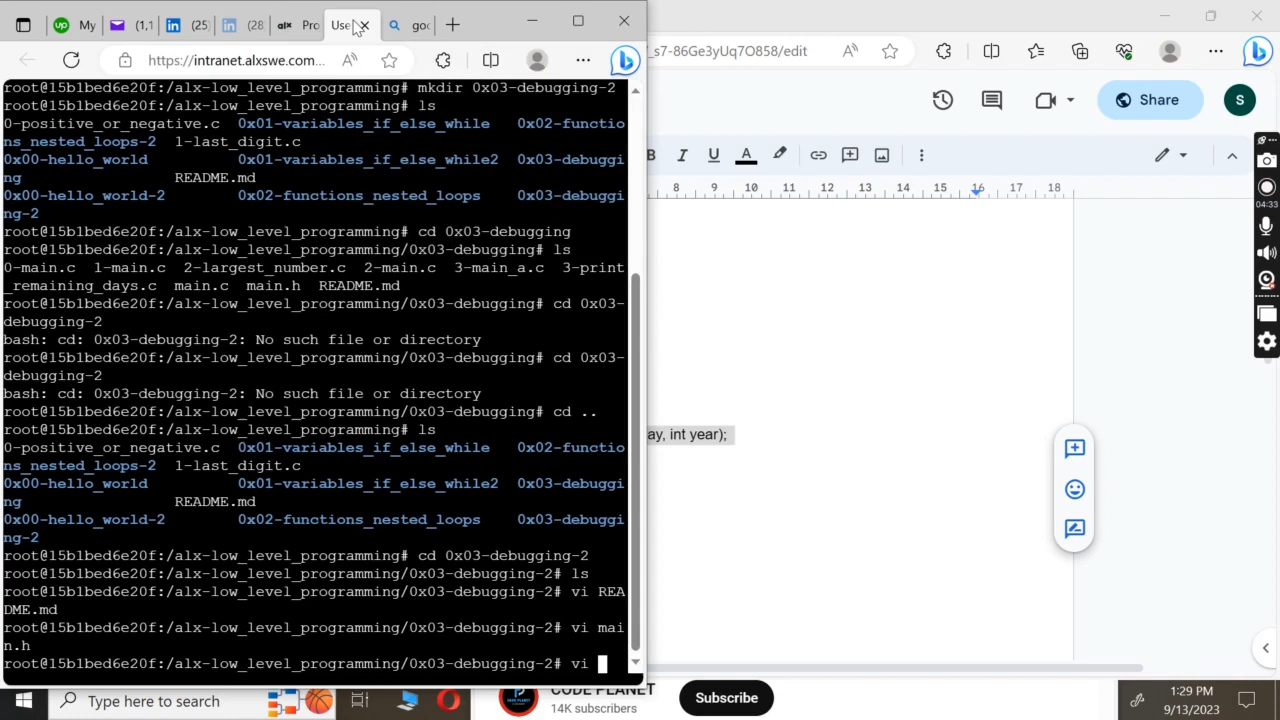 My
(1,1
(25
(28
alx Pro
Use
goo
https://intranet.alxswe.com...
root@15b1bed6e20f:/alx-low_level_programming# mkdir 0x03-debugging-2
root@15b1bed6e20f:/alx-low_level_programming# ls
0-positive_or_negative.c 0x01-variables_if_else_while 0x02-functio
ns_nested_loops-2 1-last_digit.c
0x00-hello_world 0x01-variables_if_else_while2 0x03-debuggi
ng README.md
0x00-hello_world-2 0x02-functions_nested_loops 0x03-debuggi
ng-2
root@15b1bed6e20f:/alx-low_level_programming# cd 0x03-debugging
root@15b1bed6e20f:/alx-low_level_programming/0x03-debugging# ls
0-main.c 1-main.c 2-largest_number.c 2-main.c 3-main_a.c 3-print
_remaining_days.c main.c main.h README.md
root@15b1bed6e20f:/alx-low_level_programming/0x03-debugging# cd 0x03-
debugging-2
bash: cd: 0x03-debugging-2: No such file or directory
root@15b1bed6e20f:/alx-low_level_programming/0x03-debugging# cd 0x03-
debugging-2
bash: cd: 0x03-debugging-2: No such file or directory
root@15b1bed6e20f:/alx-low_level_programming/0x03-debugging# cd ..
root@15b1bed6e20f:/alx-low_level_programming# ls
0-positive_or_negative.c 0x01-variables_if_else_while 0x02-functio
ns_nested_loops-2 1-last_digit.c
0x00-hello_world 0x01-variables_if_else_while2 0x03-debuggi
ng README.md
0x00-hello_world-2 0x02-functions_nested_loops 0x03-debuggi
ng-2
root@15b1bed6e20f:/alx-low_level_programming# cd 0x03-debugging-2
root@15b1bed6e20f:/alx-low_level_programming/0x03-debugging-2# ls
root@15b1bed6e20f:/alx-low_level_programming/0x03-debugging-2# vi REA
DME.md
root@15b1bed6e20f:/alx-low_level_programming/0x03-debugging-2# vi mai
n.h
root@15b1bed6e20f:/alx-low_level_programming/0x03-debugging-2# vi
_s7-86Ge3yUq7O858/edit
Share
S
B I U A
8 9 10 11 12 13 14 15 16 17 18
ay, int year);
04:33
Type here to search
CODE PLANET
14K subscribers
Subscribe
1:29 PM
9/13/2023